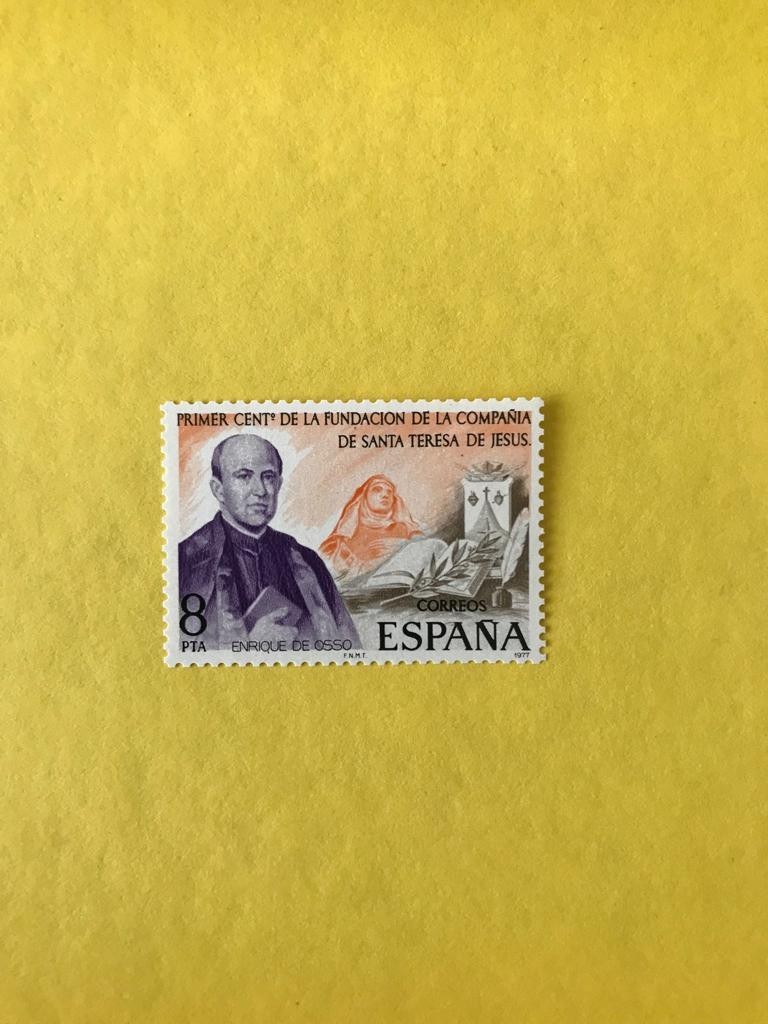 PRIMER CENTº DE LA FUNDACION DE LA COMPAÑIA
DE SANTA TERESA DE JESUS.
CORREOS
8
PTA
ENRIQUE DE OSSO
ESPAÑA
F.N.M.T.
1977